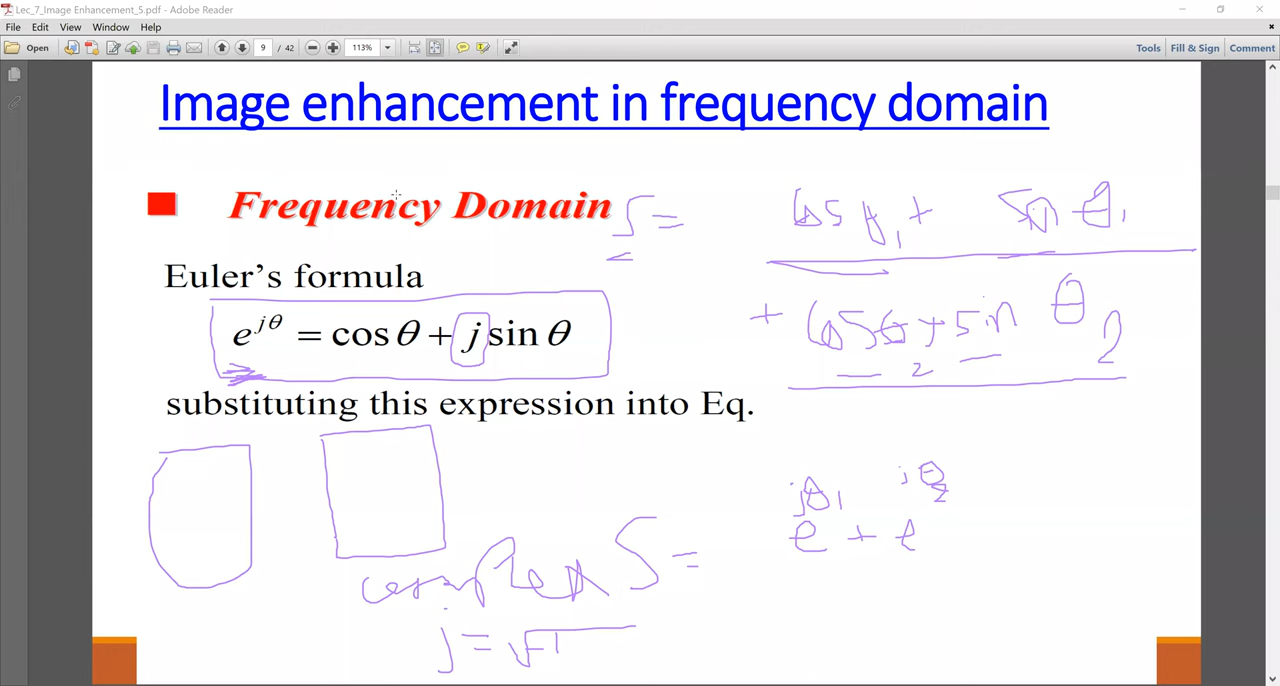 Lec_7_Image Enhancement_5.pdf - Adobe Reader
File Edit View Window Help
Open 9 / 42 113% Tools Fill & Sign Comment
Image enhancement in frequency domain
Frequency Domain
S = cos θ₁ + sin θ₁
Euler's formula
+ cos θ₂ + sin θ₂
e^{jθ} = cos θ + j sin θ
substituting this expression into Eq.
complex S = e^{jθ₁} + e^{jθ₂}
j = √-1